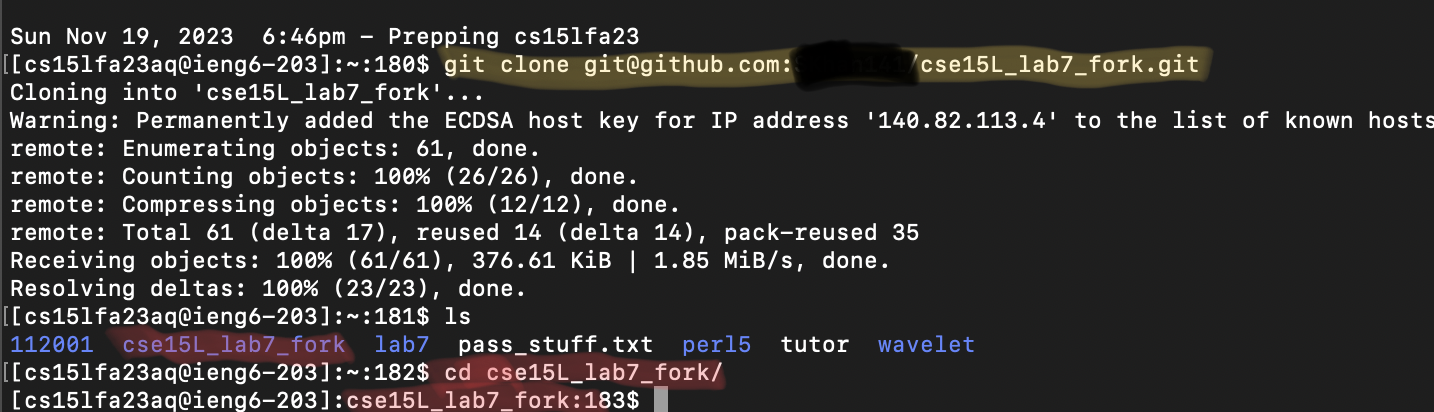 Sun Nov 19, 2023  6:46pm - Prepping cs15lfa23
[[cs15lfa23aq@ieng6-203]:~:180$ git clone git@github.com: /cse15L_lab7_fork.git
Cloning into 'cse15L_lab7_fork'...
Warning: Permanently added the ECDSA host key for IP address '140.82.113.4' to the list of known hosts
remote: Enumerating objects: 61, done.
remote: Counting objects: 100% (26/26), done.
remote: Compressing objects: 100% (12/12), done.
remote: Total 61 (delta 17), reused 14 (delta 14), pack-reused 35
Receiving objects: 100% (61/61), 376.61 KiB | 1.85 MiB/s, done.
Resolving deltas: 100% (23/23), done.
[[cs15lfa23aq@ieng6-203]:~:181$ ls
112001  cse15L_lab7_fork  lab7  pass_stuff.txt  perl5  tutor  wavelet
[[cs15lfa23aq@ieng6-203]:~:182$ cd cse15L_lab7_fork/
[cs15lfa23aq@ieng6-203]:cse15L_lab7_fork:183$